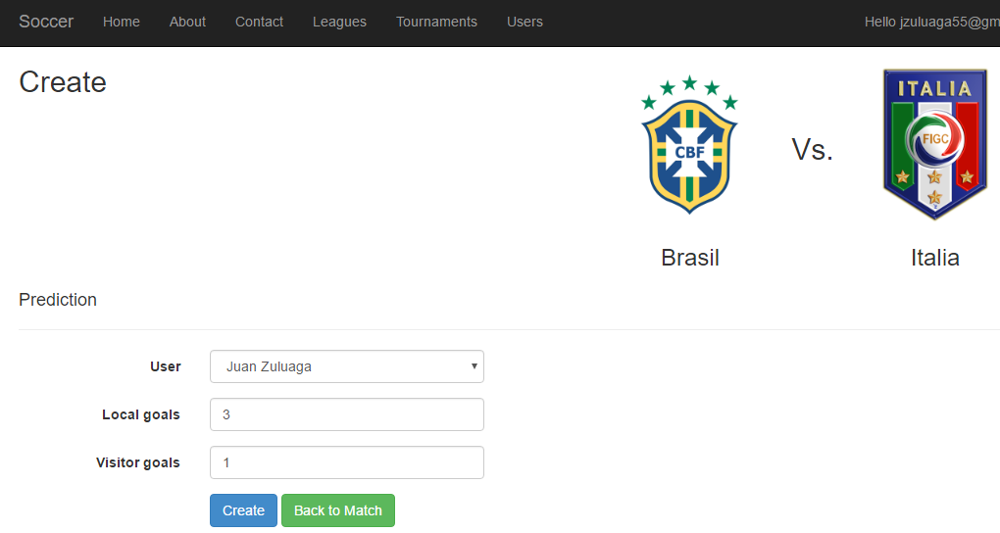 Soccer Home About Contact Leagues Tournaments Users Hello jzuluaga55@gm
Create
ITALIA
FIGC
CBF
Vs.
Brasil Italia
Prediction
User Juan Zuluaga
Local goals 3
Visitor goals 1
Create Back to Match